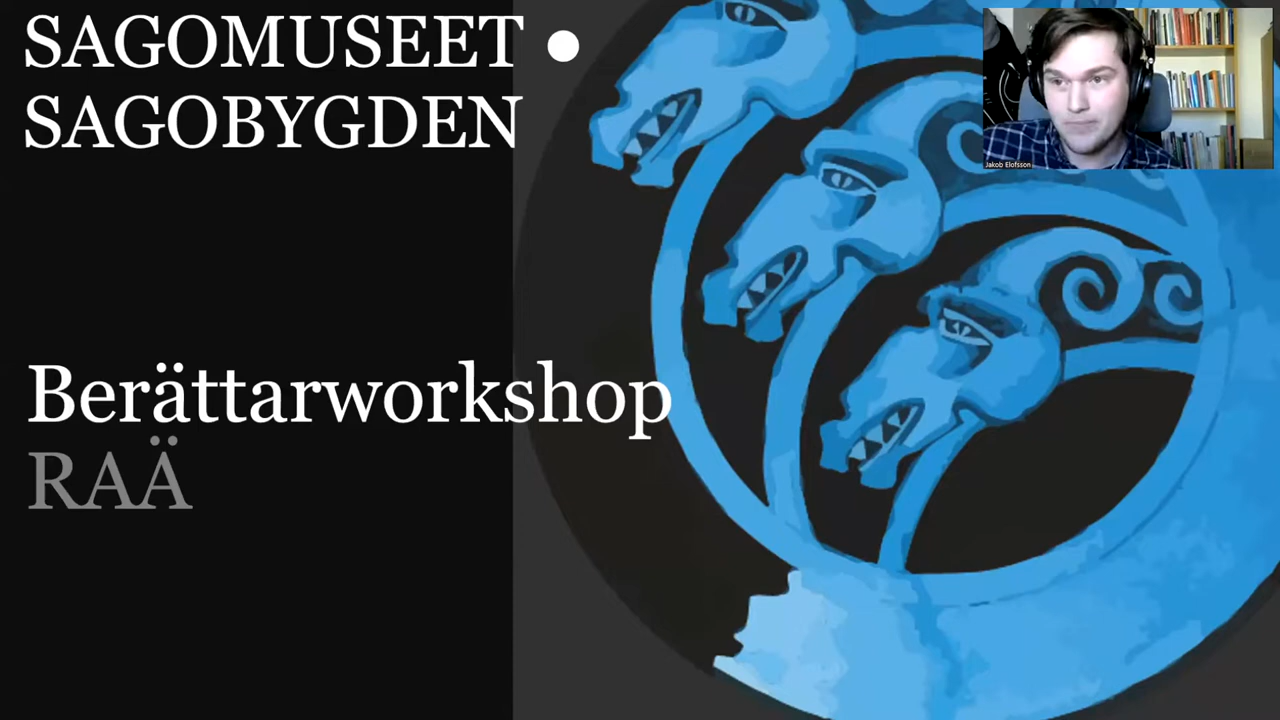 SAGOMUSEET •
SAGOBYGDEN
Jakob Elofsson
Berättarworkshop
RAÄ